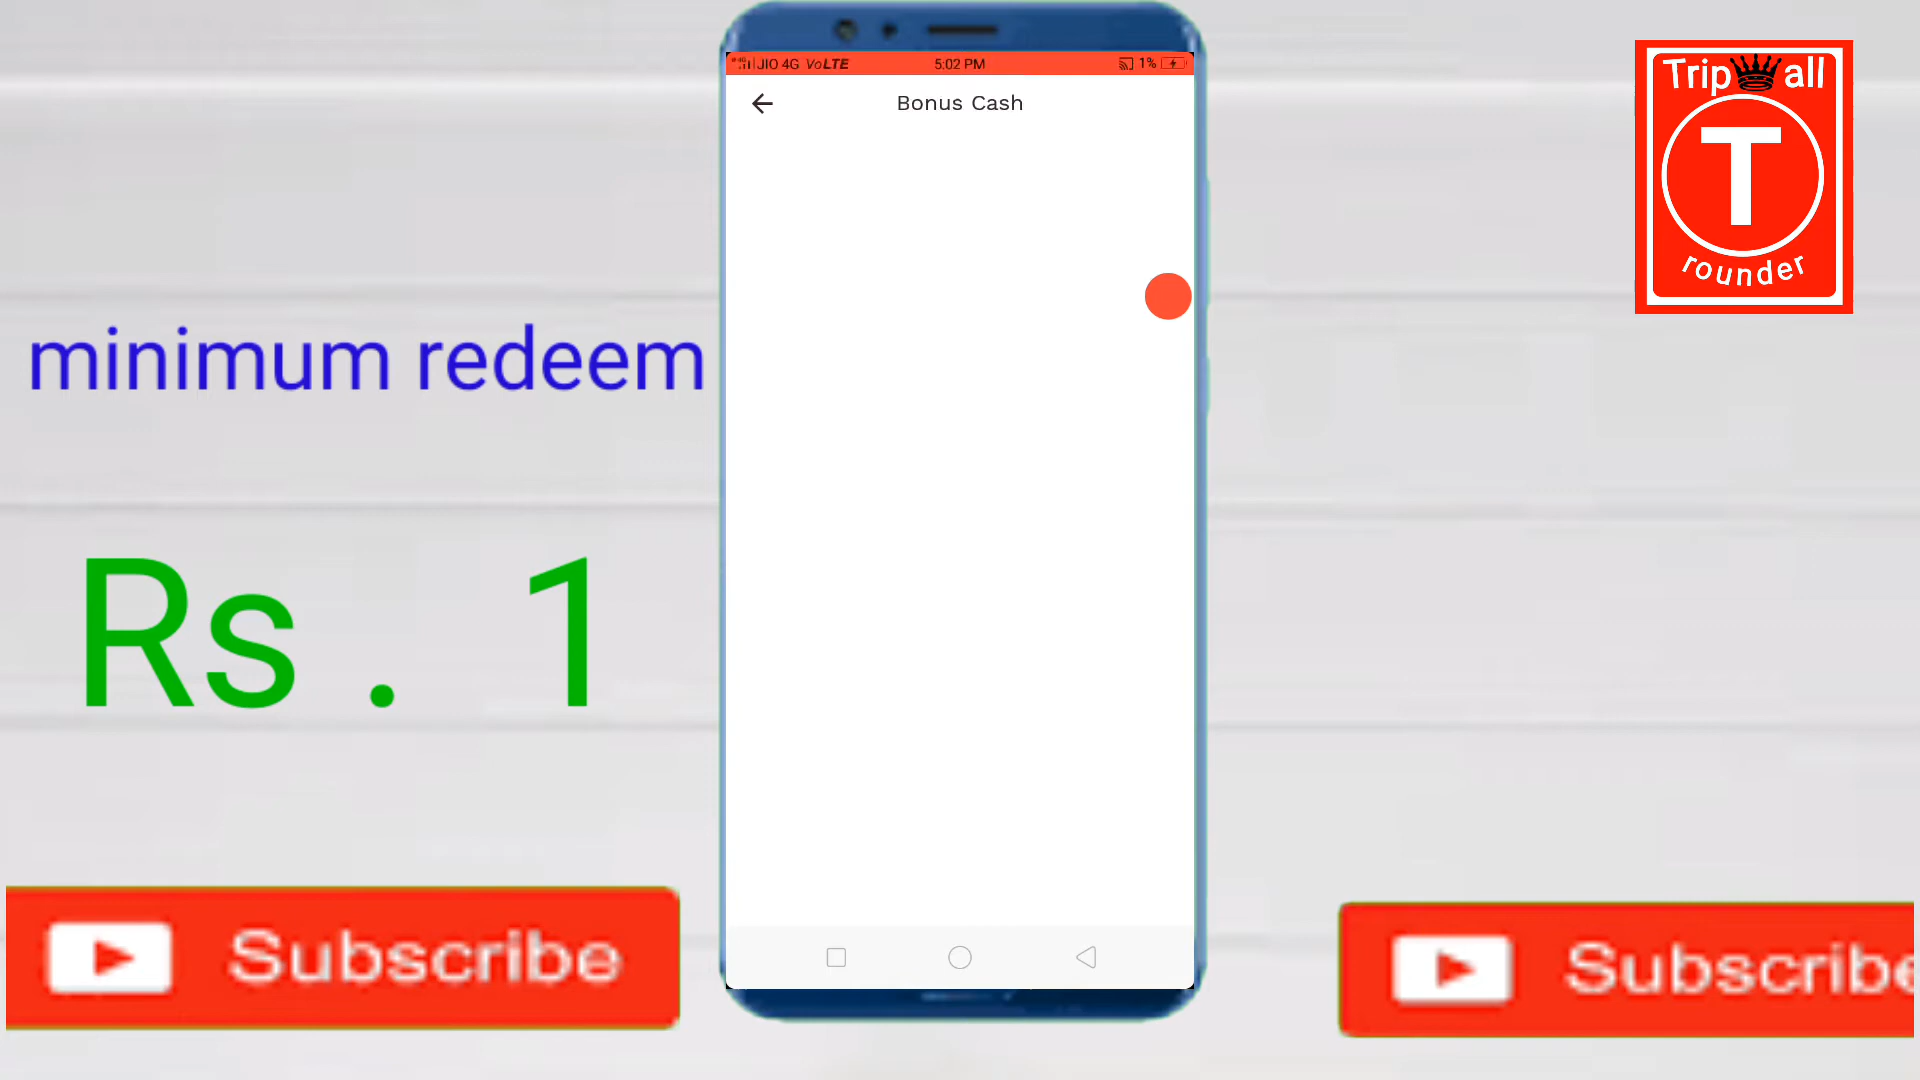 JIO 4G VoLTE 5:02 PM 1%
Bonus Cash
Trip all
T
rounder
minimum redeem
Rs . 1
Subscribe
Subscribe